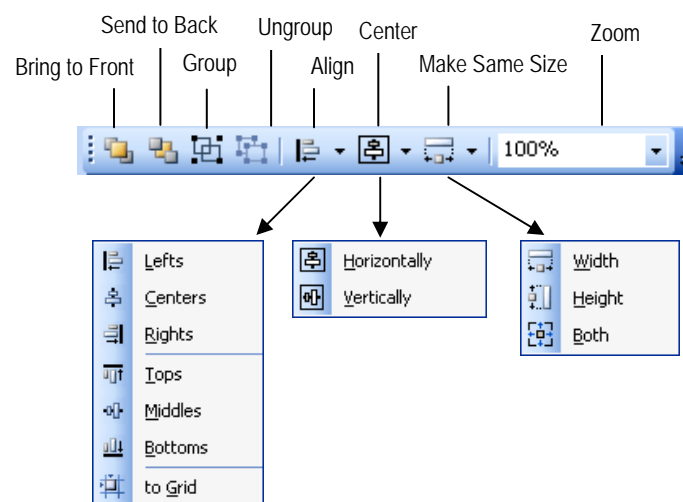 Send to Back
Ungroup
Center
Zoom
Bring to Front
Group
Align
Make Same Size
100%
Lefts
Centers
Rights
Tops
Middles
Bottoms
to Grid
Horizontally
Vertically
Width
Height
Both